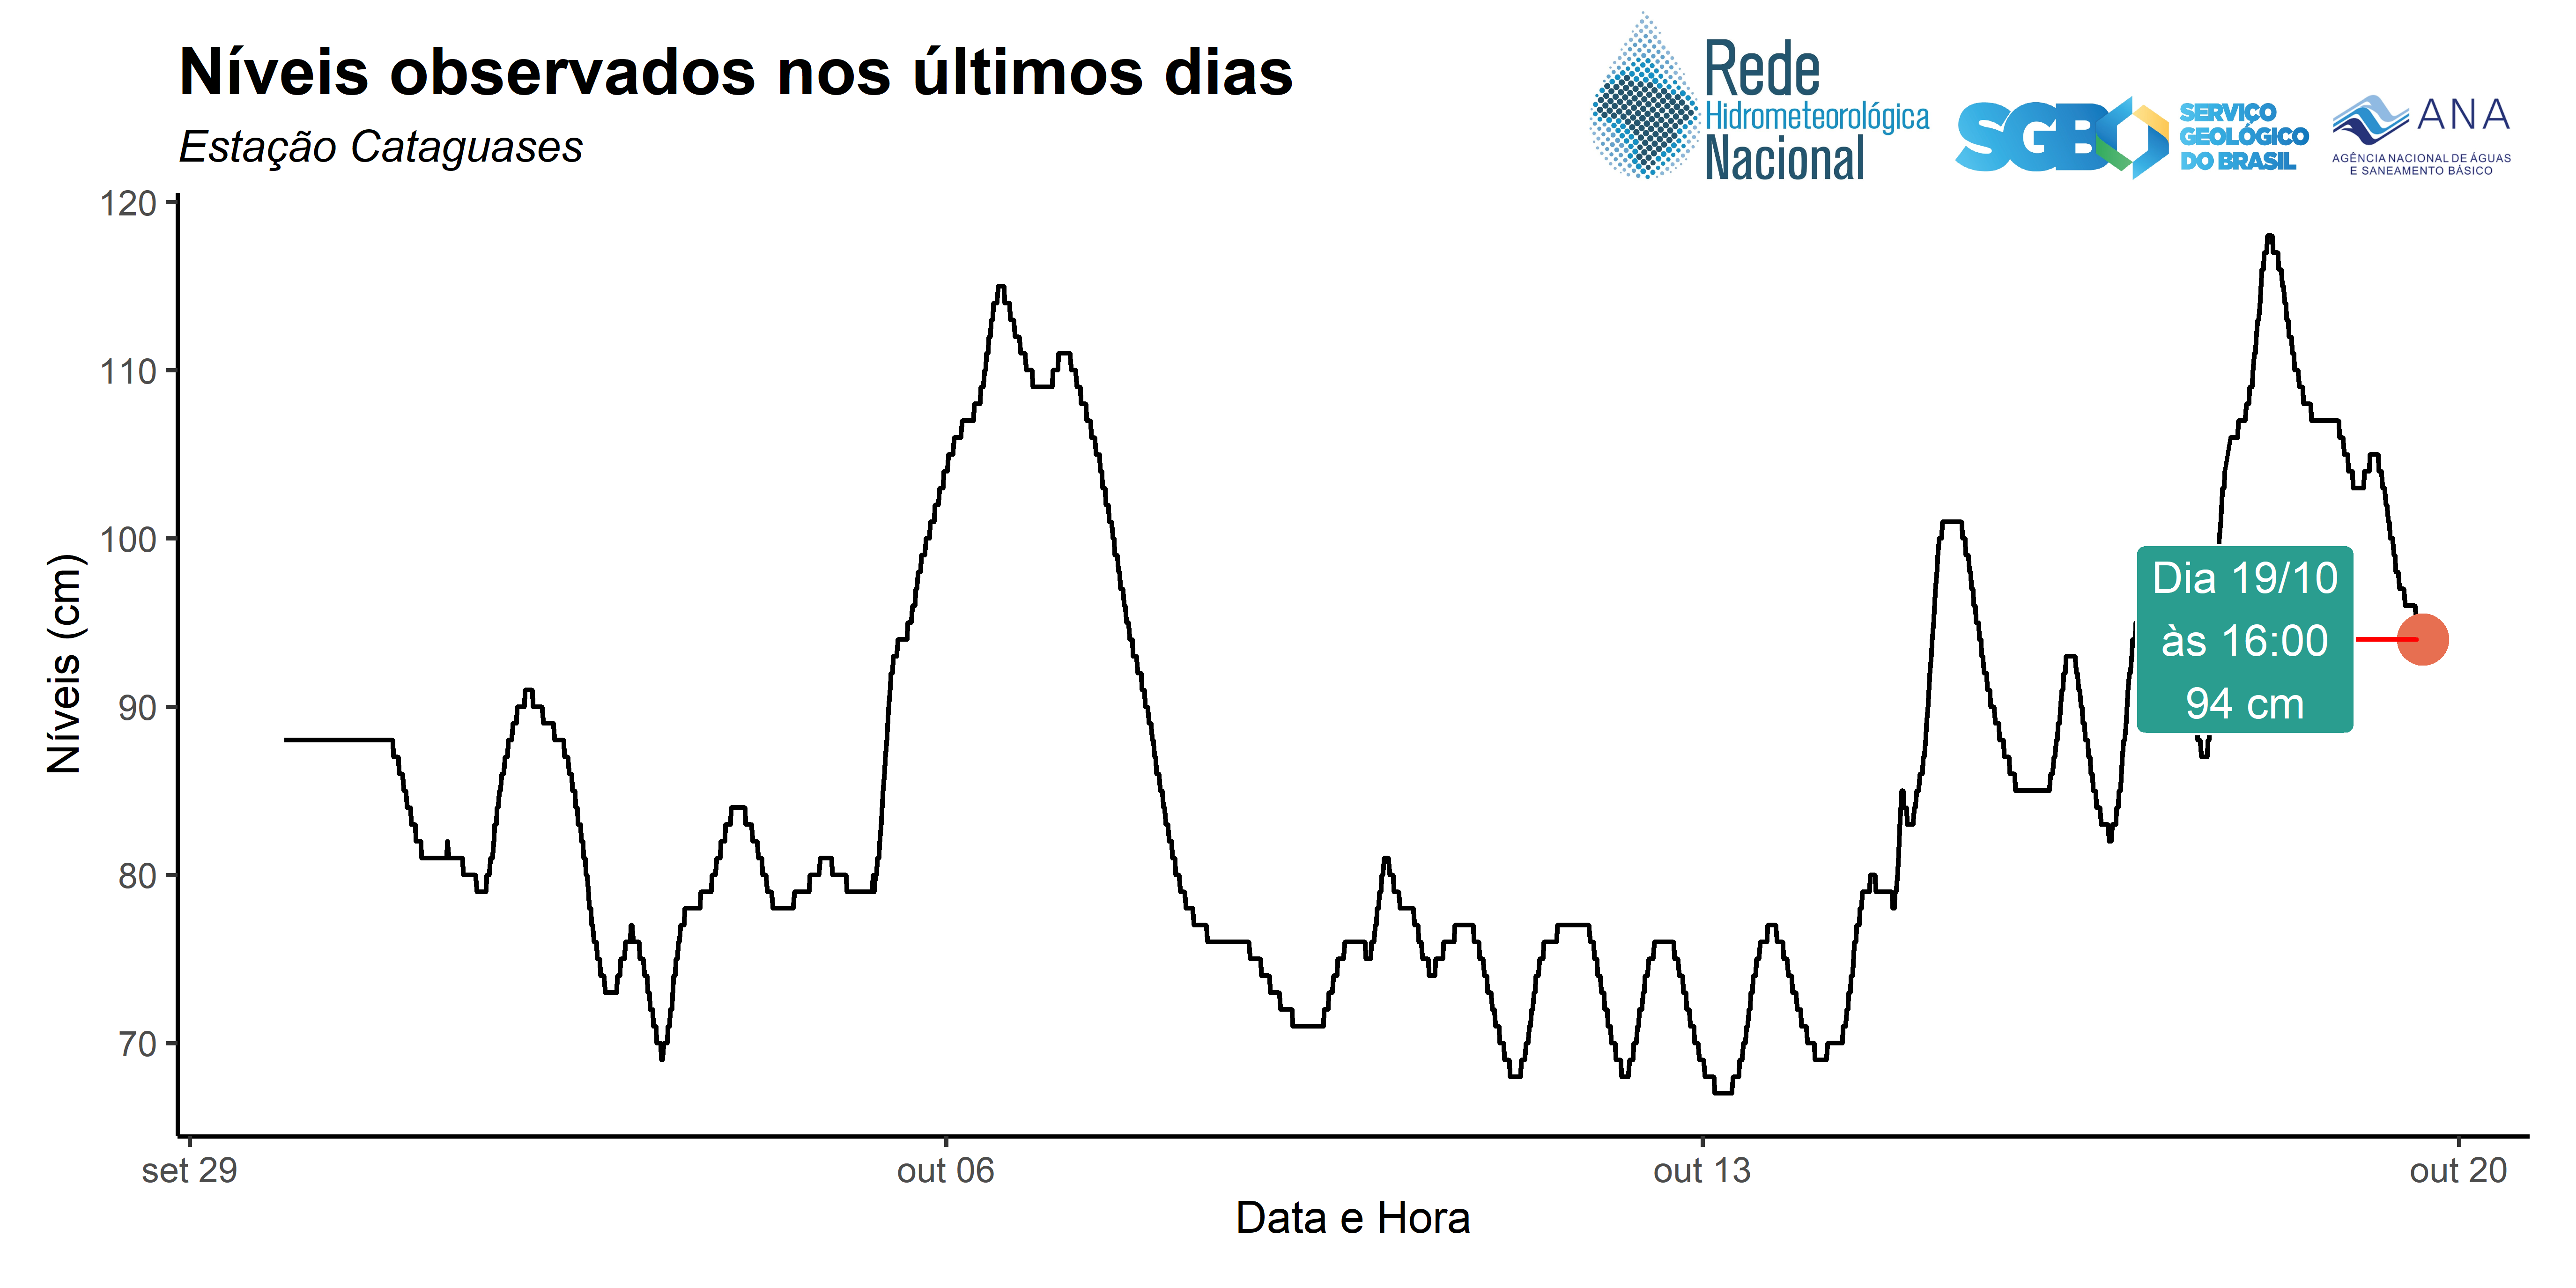 Níveis observados nos últimos dias
Estação Cataguases
Rede
Hidrometeorológica
Nacional
SGB
SERVIÇO
GEOLÓGICO
DO BRASIL
ANA
AGÊNCIA NACIONAL DE ÁGUAS
E SANEAMENTO BÁSICO
120
110
100
90
80
70
Níveis (cm)
Dia 19/10
às 16:00
94 cm
set 29
out 06
out 13
out 20
Data e Hora